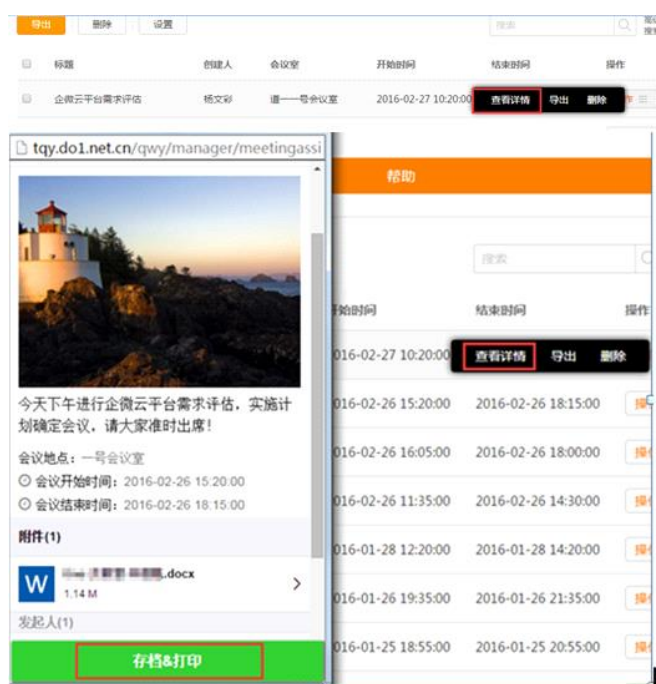 导出 删除 设置 搜索
标题 创建人 会议室 开始时间 结束时间 操作
企微云平台需求评估 杨文彩 道一一号会议室 2016-02-27 10:20:00 查看详情 导出 删除
tqy.do1.net.cn/qwy/manager/meetingassi
今天下午进行企微云平台需求评估，实施计
划确定会议，请大家准时出席！
会议地点：一号会议室
会议开始时间：2016-02-26 15:20:00
会议结束时间：2016-02-26 18:15:00
附件(1)
W
.docx
1.14 M
发起人(1)
存档&打印
帮助
搜索
开始时间 结束时间 操作
016-02-27 10:20:00 查看详情 导出 删除
016-02-26 15:20:00 2016-02-26 18:15:00 操
016-02-26 16:05:00 2016-02-26 18:00:00 操
016-02-26 11:35:00 2016-02-26 14:30:00 操
016-01-28 12:20:00 2016-01-28 14:20:00 操
016-01-26 19:35:00 2016-01-26 21:35:00 操
016-01-25 18:55:00 2016-01-25 20:55:00 操